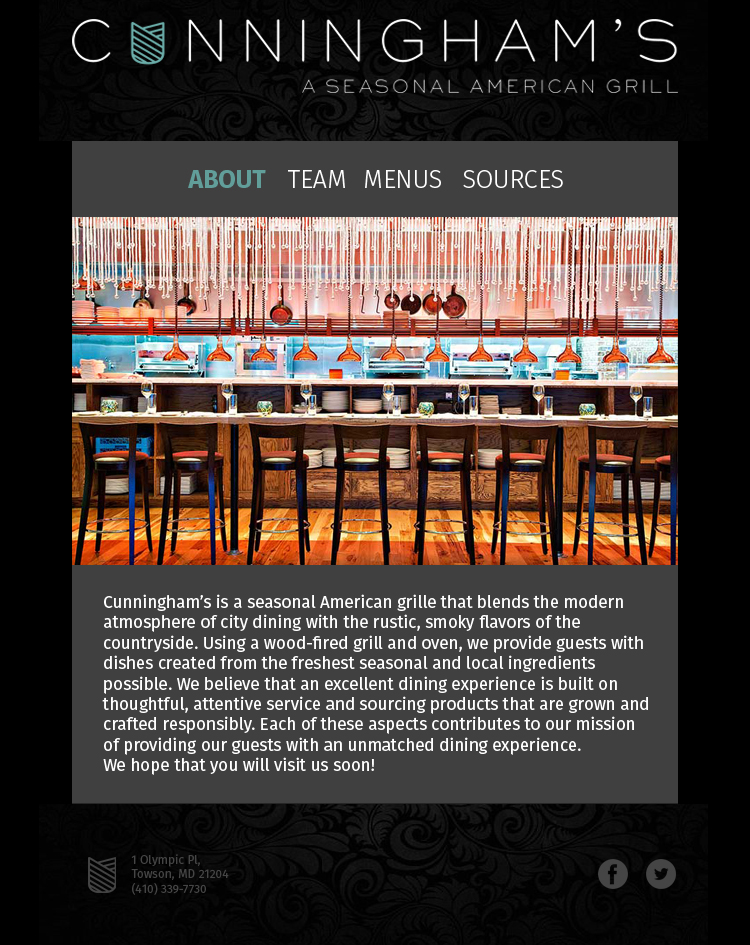 CUNNINGHAM'S
A SEASONAL AMERICAN GRILL
ABOUT TEAM MENUS SOURCES
Cunningham’s is a seasonal American grille that blends the modern
atmosphere of city dining with the rustic, smoky flavors of the
countryside. Using a wood-fired grill and oven, we provide guests with
dishes created from the freshest seasonal and local ingredients
possible. We believe that an excellent dining experience is built on
thoughtful, attentive service and sourcing products that are grown and
crafted responsibly. Each of these aspects contributes to our mission
of providing our guests with an unmatched dining experience.
We hope that you will visit us soon!
1 Olympic Pl,
Towson, MD 21204
(410) 339-7730